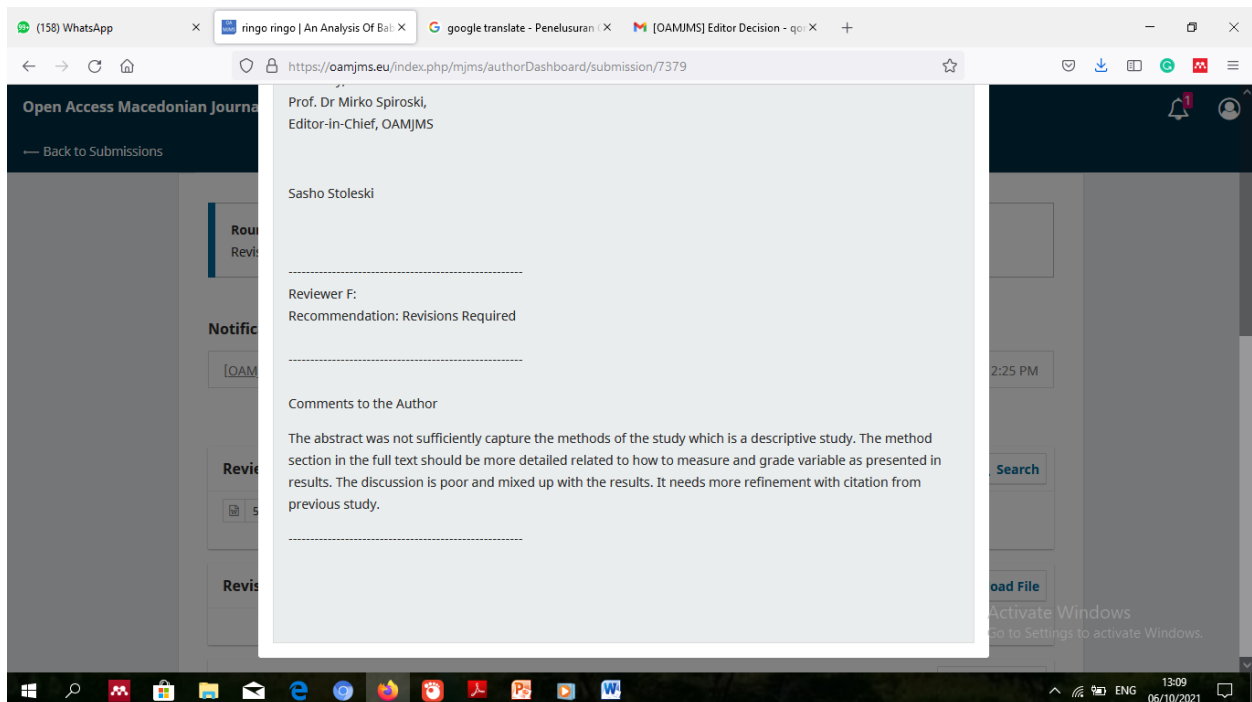 (158) WhatsApp
ringo ringo | An Analysis Of Bab
google translate - Penelusuran
[OAMJMS] Editor Decision - qo
https://oamjms.eu/index.php/mjms/authorDashboard/submission/7379
Open Access Macedonian Journa
1
← Back to Submissions
Prof. Dr Mirko Spiroski,
Editor-in-Chief, OAMJMS
Sasho Stoleski
Roun
Revis
------------------------------------------------------
Reviewer F:
Recommendation: Revisions Required
Notific
------------------------------------------------------
[OAM
2:25 PM
Comments to the Author
The abstract was not sufficiently capture the methods of the study which is a descriptive study. The method
section in the full text should be more detailed related to how to measure and grade variable as presented in
results. The discussion is poor and mixed up with the results. It needs more refinement with citation from
previous study.
------------------------------------------------------
Revie
Search
5
Revis
oad File
Activate Windows
Go to Settings to activate Windows.
ENG
13:09
06/10/2021